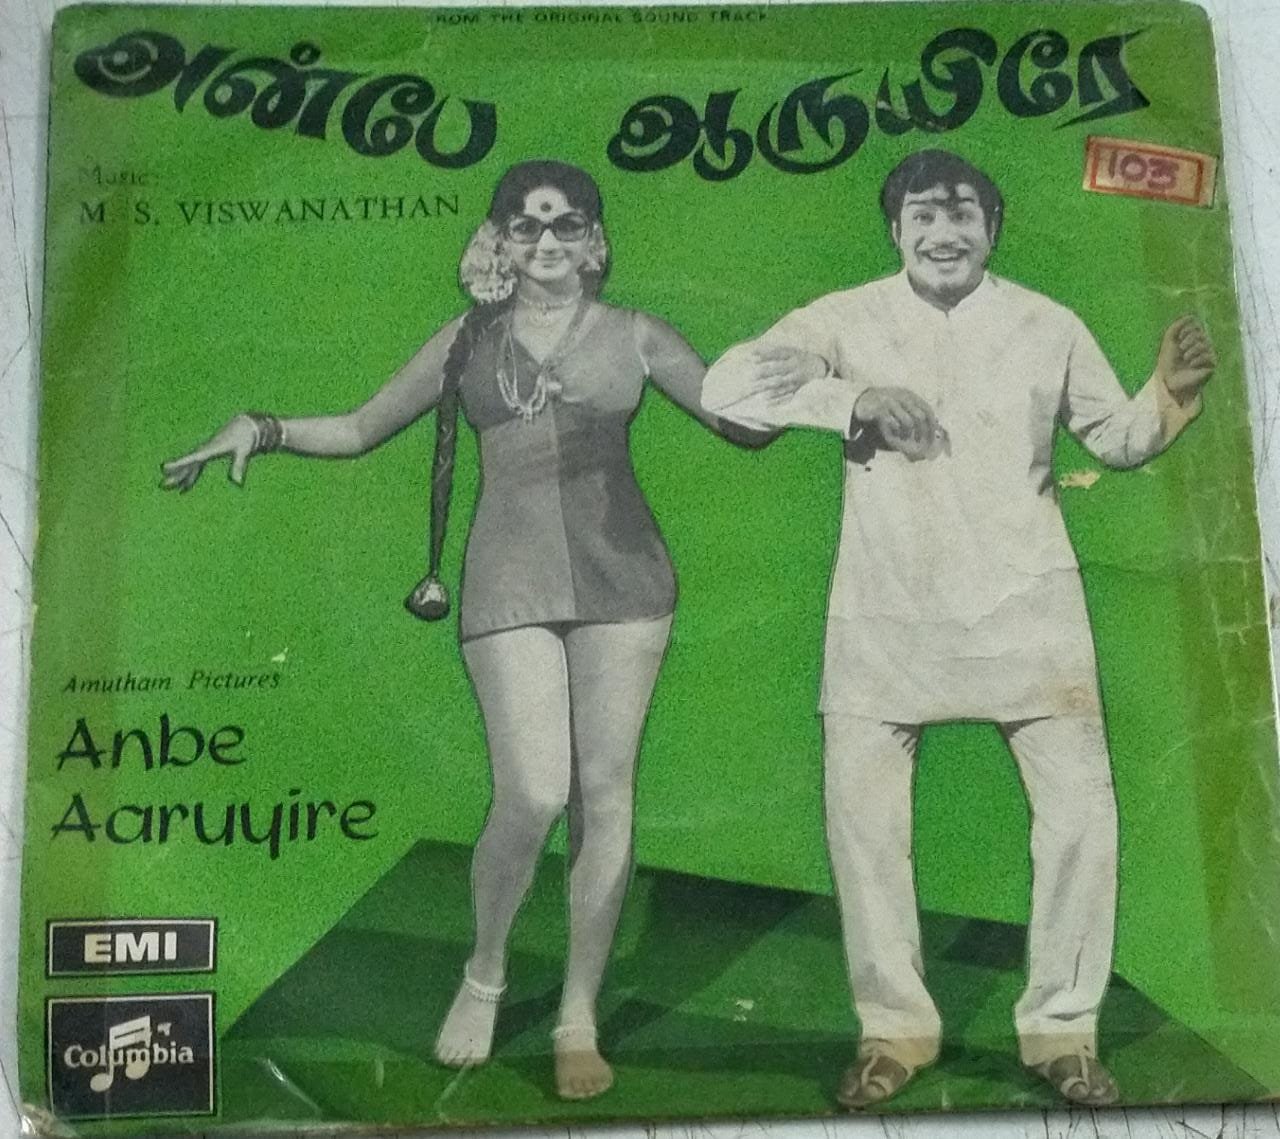 FROM THE ORIGINAL SOUND TRACK
அன்பே ஆருயிரே
103
Music:
M. S. VISWANATHAN
Amutham Pictures
Anbe
Aaruyire
EMI
Columbia